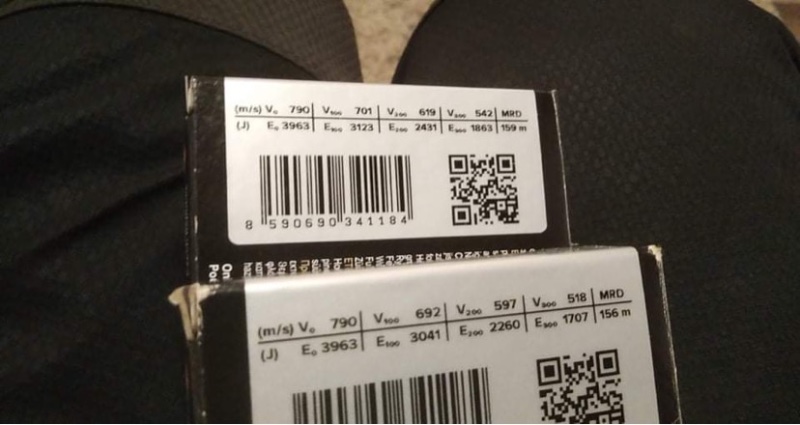 (m/s) V₀ 790 V₁₀₀ 701 V₂₀₀ 619 V₃₀₀ 542 MRD
(J) E₀ 3963 E₁₀₀ 3123 E₂₀₀ 2431 E₃₀₀ 1863 159 m
8 590690 341184
On
(m/s) V₀ 790 V₁₀₀ 692 V₂₀₀ 597 V₃₀₀ 518 MRD
(J) E₀ 3963 E₁₀₀ 3041 E₂₀₀ 2260 E₃₀₀ 1707 156 m